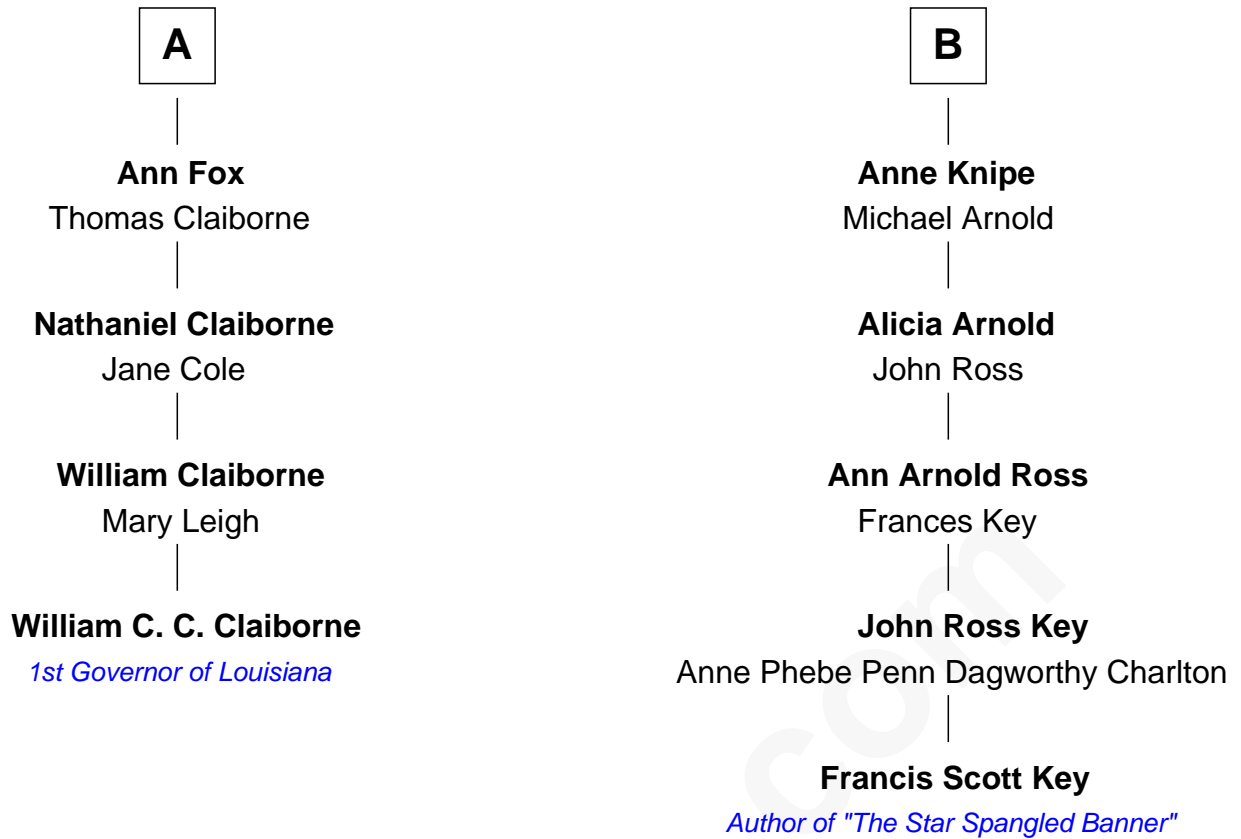 A
Ann Fox
Thomas Claiborne
Nathaniel Claiborne
Jane Cole
William Claiborne
Mary Leigh
William C. C. Claiborne
1st Governor of Louisiana
B
Anne Knipe
Michael Arnold
Alicia Arnold
John Ross
Ann Arnold Ross
Frances Key
John Ross Key
Anne Phebe Penn Dagworthy Charlton
Francis Scott Key
Author of "The Star Spangled Banner"
com